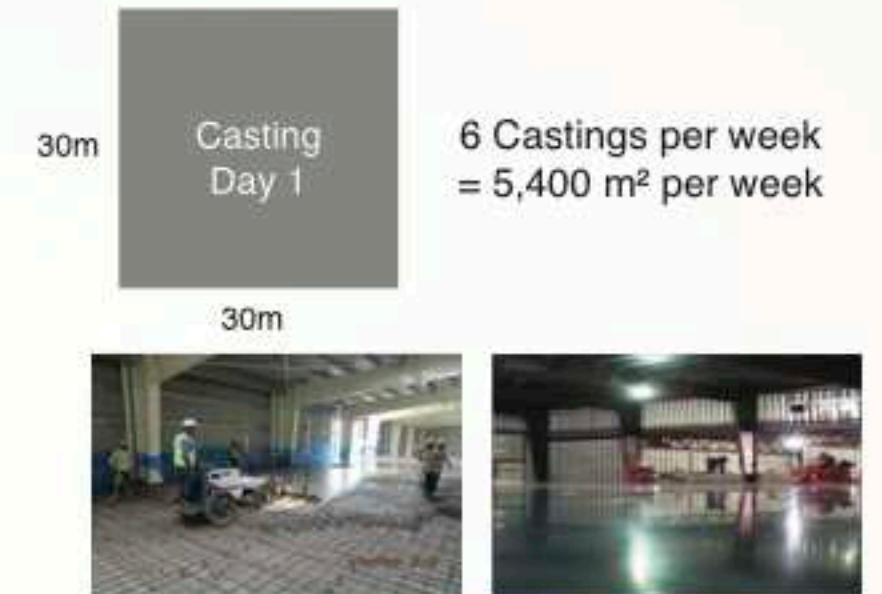 30m
Casting
Day 1
6 Castings per week
= 5,400 m² per week
30m